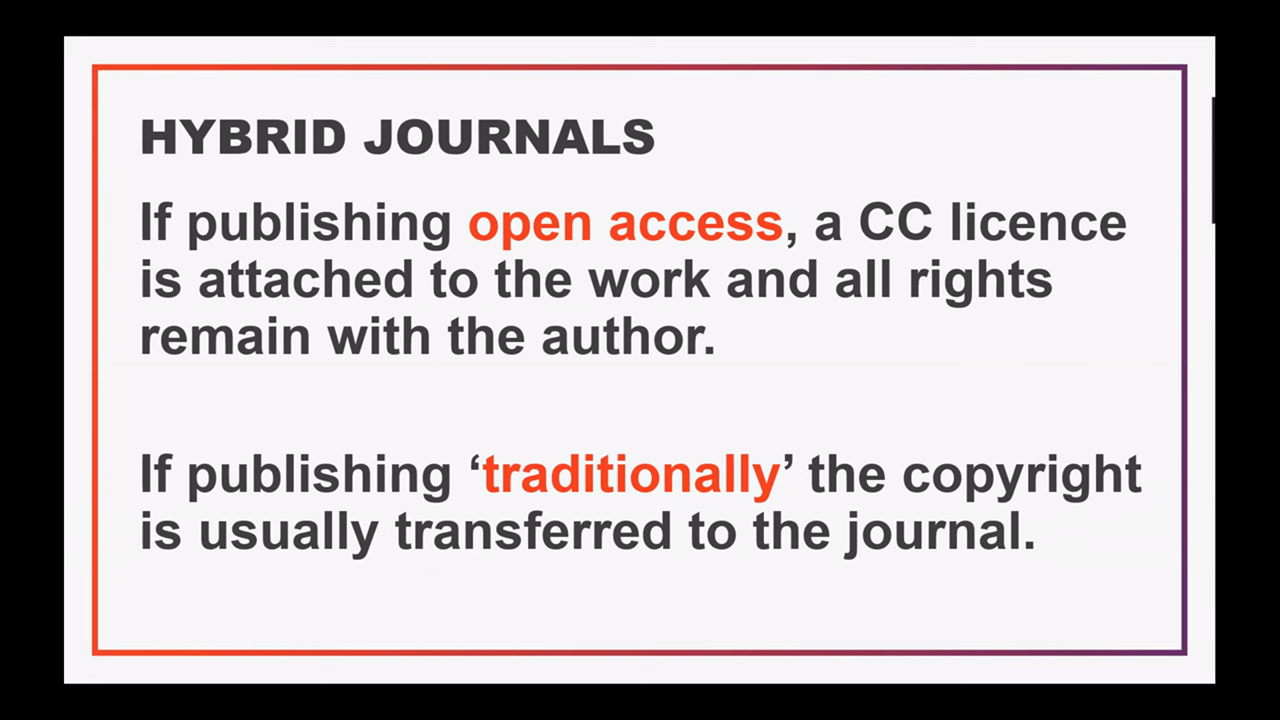 HYBRID JOURNALS
If publishing open access, a CC licence
is attached to the work and all rights
remain with the author.
If publishing ‘traditionally’ the copyright
is usually transferred to the journal.